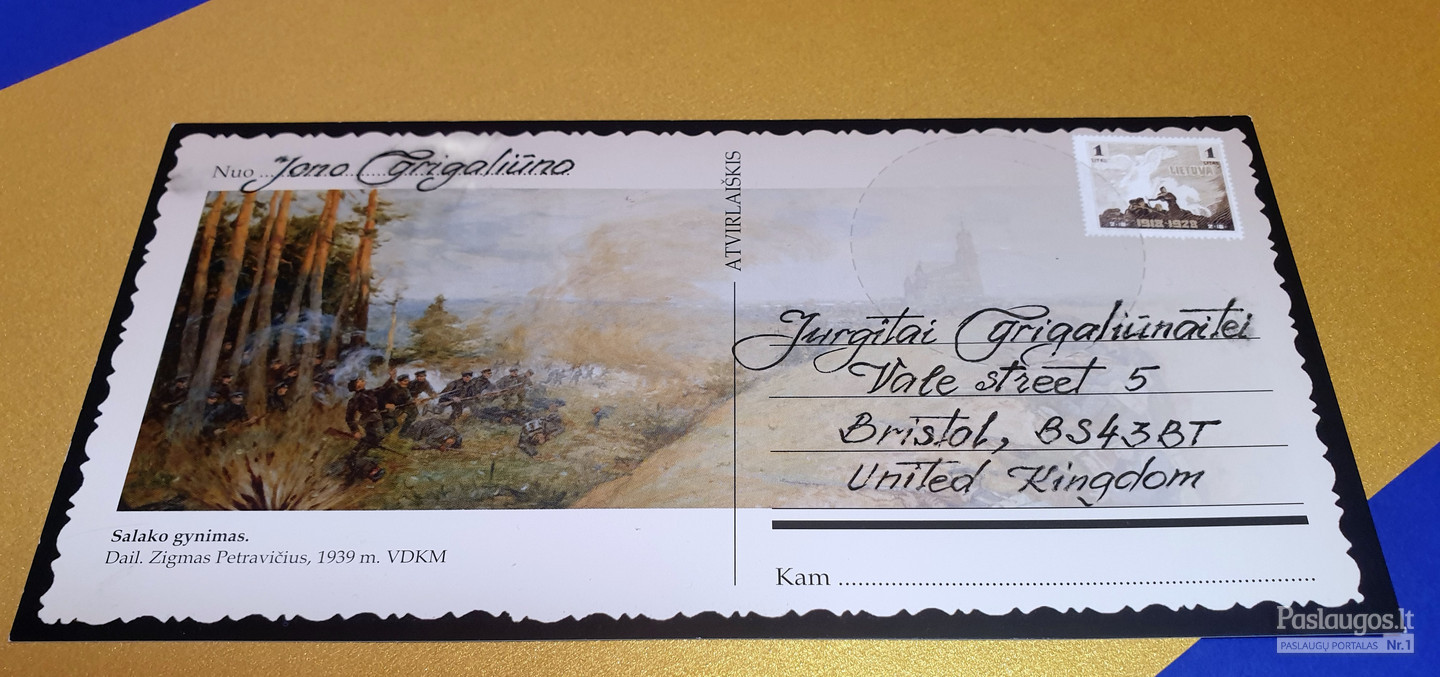 Nuo ... Jono Grigaliūno
ATVIRLAIŠKIS
1 1
LIETUVA
1918-1928
Jurgitai Grigaliūnaitei
Vale street 5
Bristol, BS43BT
United Kingdom
Salako gynimas.
Dail. Zigmas Petravičius, 1939 m. VDKM
Kam ...
Paslaugos.lt
PASLAUGŲ PORTALAS Nr.1